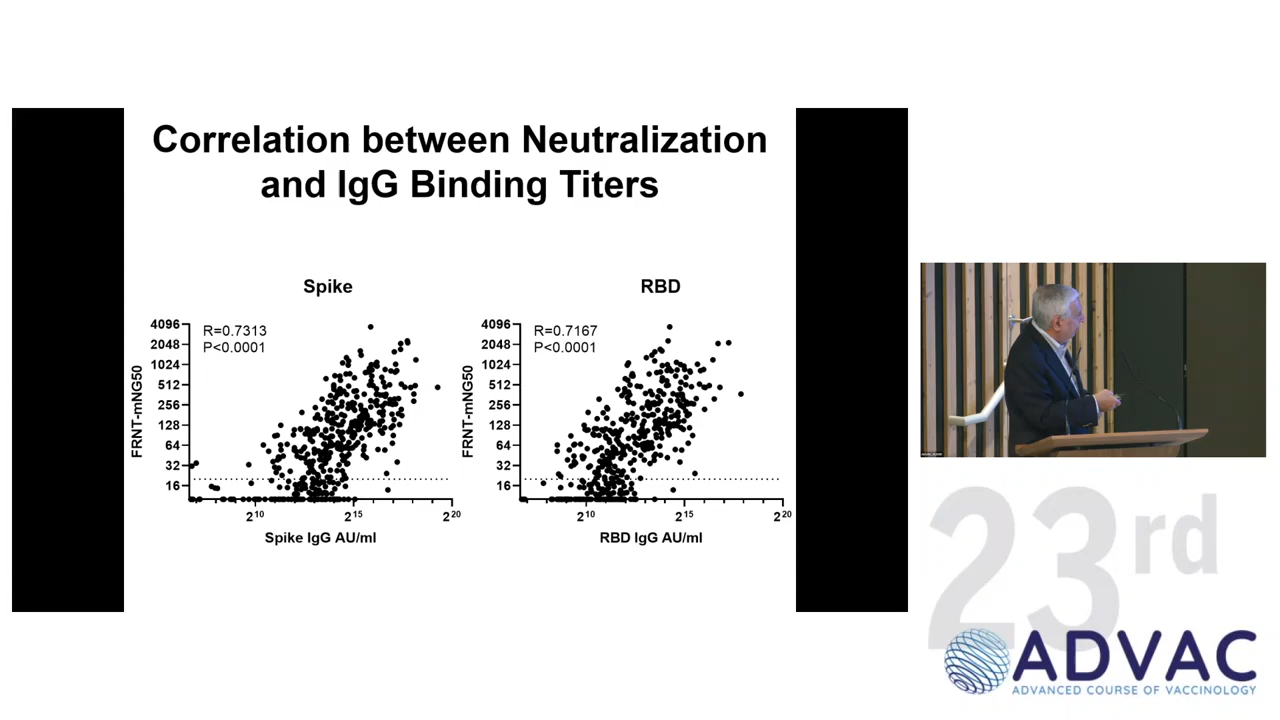 Correlation between Neutralization
and IgG Binding Titers
Spike
R=0.7313
P<0.0001
FRNT-mNG50
4096
2048
1024
512
256
128
64
32
16
2^10
2^15
2^20
Spike IgG AU/ml
RBD
R=0.7167
P<0.0001
FRNT-mNG50
4096
2048
1024
512
256
128
64
32
16
2^10
2^15
2^20
RBD IgG AU/ml
23rd
ADVAC
ADVANCED COURSE OF VACCINOLOGY